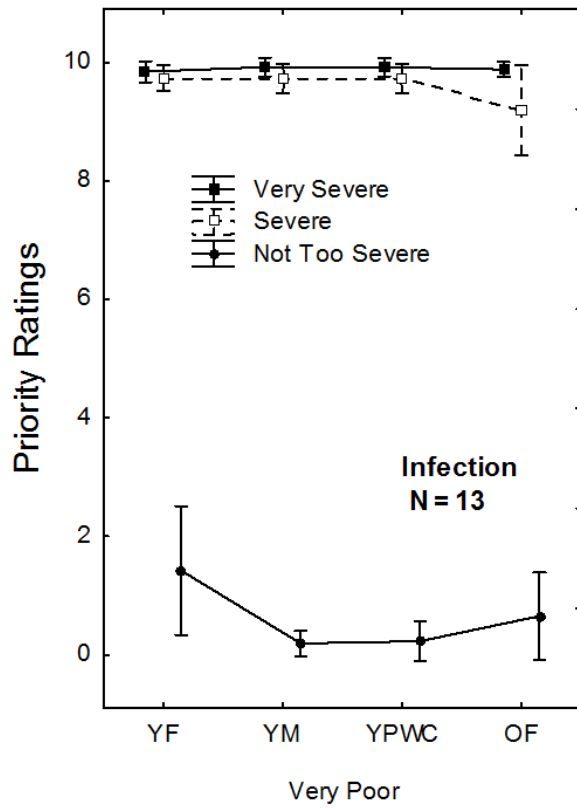 Priority Ratings
10
8
6
4
2
0
Very Severe
Severe
Not Too Severe
Infection
N = 13
YF YM YPWC OF
Very Poor